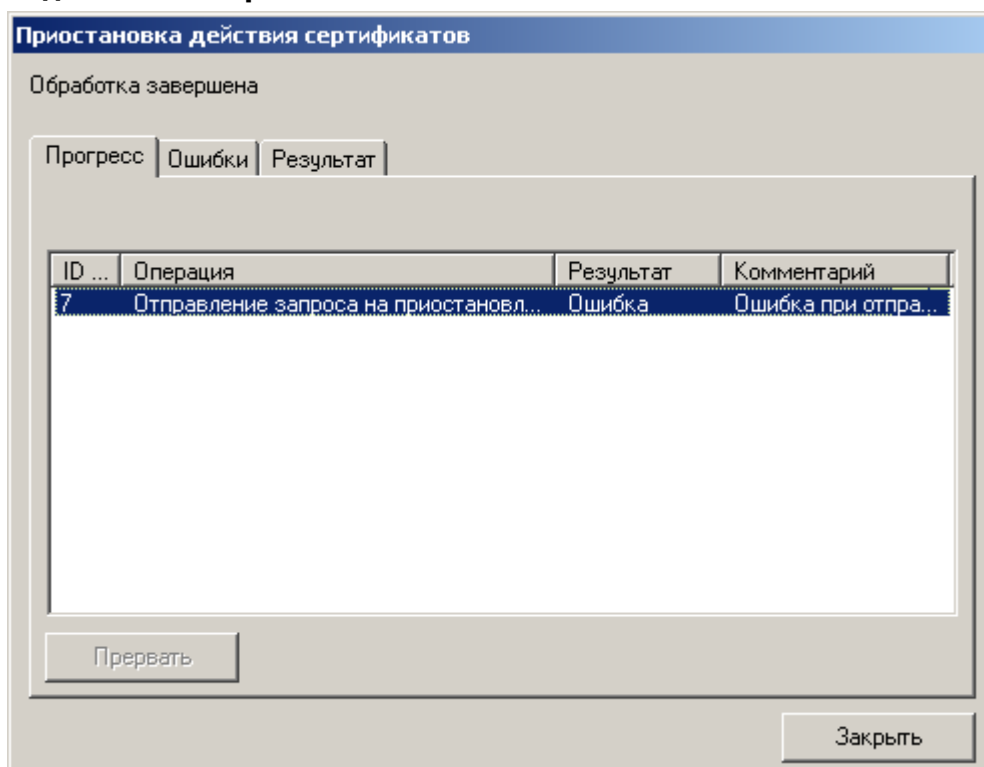 Приостановка действия сертификатов
Обработка завершена
Прогресс Ошибки Результат
ID ... Операция Результат Комментарий
7 Отправление запроса на приостановл... Ошибка Ошибка при отпра...
Прервать
Закрыть